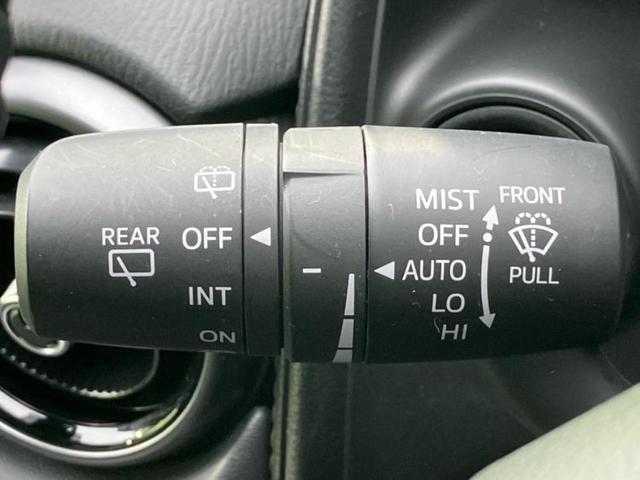 REAR
OFF
INT
ON
-
MIST
OFF
AUTO
LO
HI
FRONT
PULL